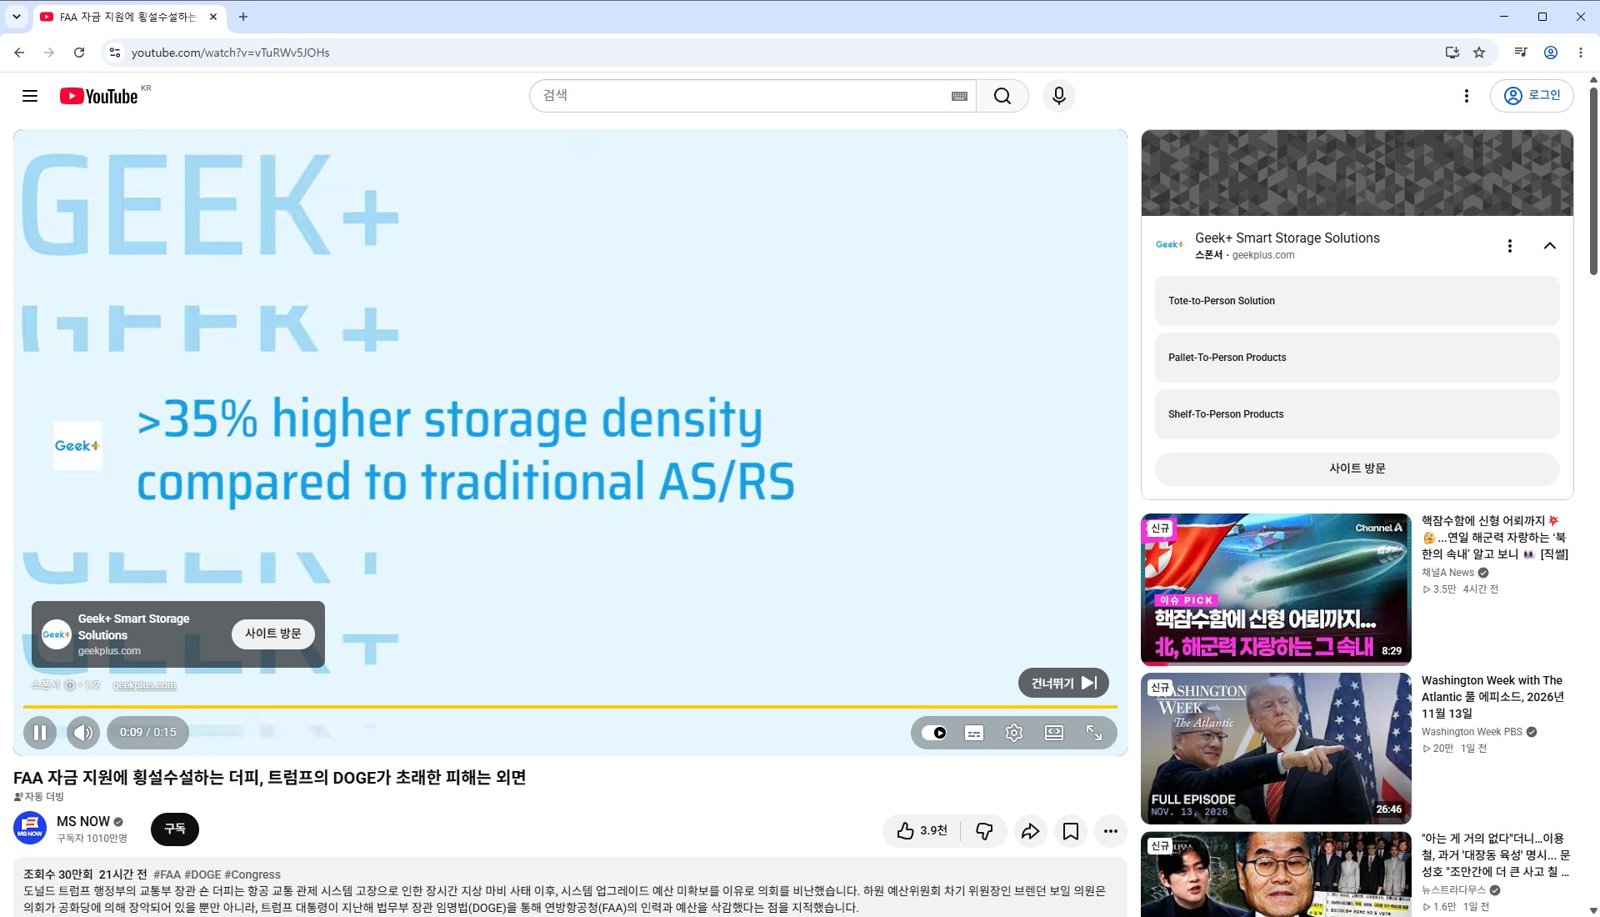 FAA 자금 지원에 횡설수설하는
youtube.com/watch?v=vTuRWv5JOHs
YouTube KR
검색
로그인
GEEK+
GEEK+
Geek+
>35% higher storage density
compared to traditional AS/RS
Geek+
Geek+ Smart Storage
Solutions
geekplus.com
사이트 방문
스폰서 · 1/2 geekplus.com
건너뛰기
0:09 / 0:15
FAA 자금 지원에 횡설수설하는 더피, 트럼프의 DOGE가 초래한 피해는 외면
자동 더빙
MS NOW
MS NOW
구독자 1010만명
구독
3.9천
조회수 30만회 21시간 전 #FAA #DOGE #Congress
도널드 트럼프 행정부의 교통부 장관 숀 더피는 항공 교통 관제 시스템 고장으로 인한 장시간 지상 마비 사태 이후, 시스템 업그레이드 예산 미확보를 이유로 의회를 비난했습니다. 하원 예산위원회 차기 위원장인 브렌던 보일 의원은
의회가 공화당에 의해 장악되어 있을 뿐만 아니라, 트럼프 대통령이 지난해 법무부 장관 임명법(DOGE)을 통해 연방항공청(FAA)의 인력과 예산을 삭감했다는 점을 지적했습니다.
Geek+
Geek+ Smart Storage Solutions
스폰서 · geekplus.com
Tote-to-Person Solution
Pallet-To-Person Products
Shelf-To-Person Products
사이트 방문
신규
Channel A
이슈 PICK
핵잠수함에 신형 어뢰까지...
北, 해군력 자랑하는 그 속내
8:29
핵잠수함에 신형 어뢰까지💥
🤔...연일 해군력 자랑하는 ‘북
한의 속내’ 알고 보니 👀 [직썰]
채널A News
3.5만 4시간 전
신규
WASHINGTON
WEEK with
The Atlantic
FULL EPISODE
NOV. 13, 2026
26:46
Washington Week with The
Atlantic 풀 에피소드, 2026년
11월 13일
Washington Week PBS
20만 1일 전
신규
"아는 게 거의 없다"더니...이용
철, 과거 '대장동 육성' 명시... 문
성호 "조만간에 더 큰 사고 칠 ...
뉴스트라다무스
1.6만 1일 전